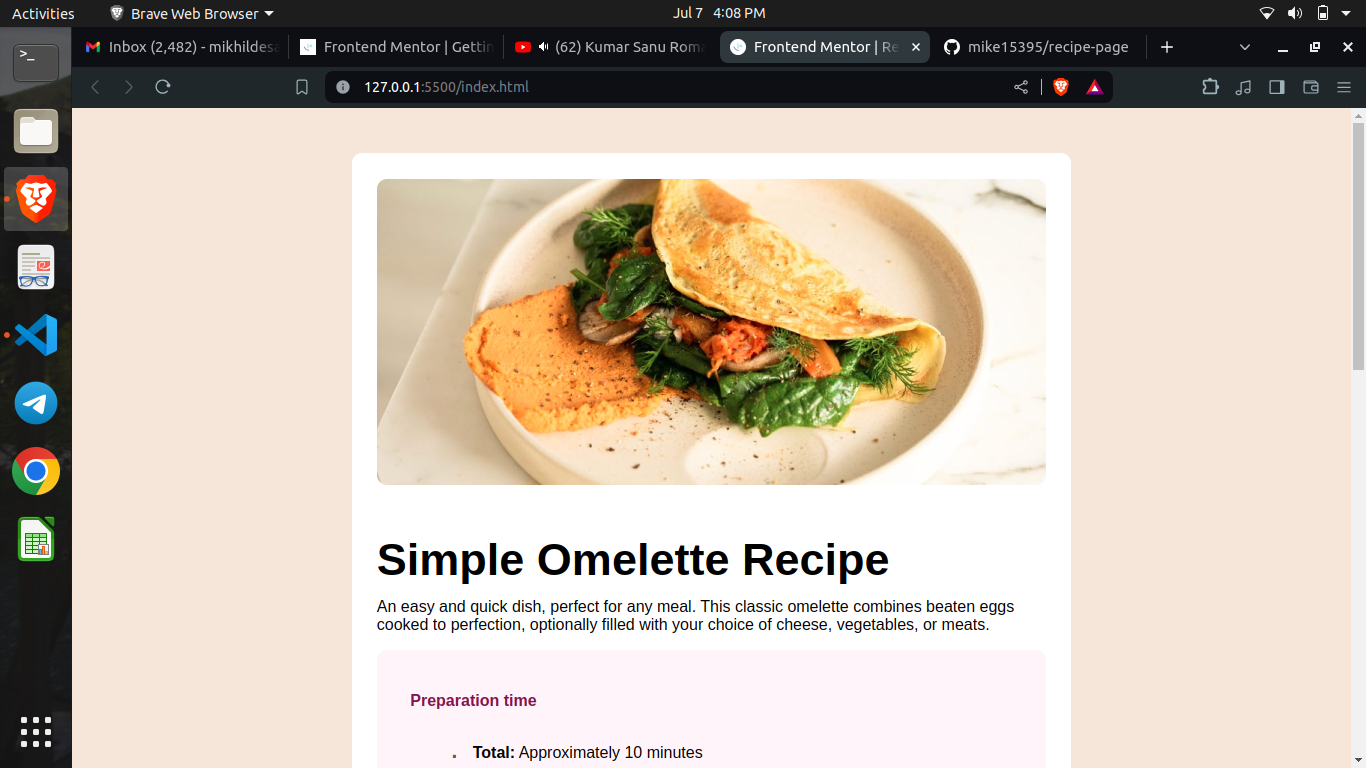 Activities Brave Web Browser Jul 7 4:08 PM
Inbox (2,482) - mikhildesa Frontend Mentor | Gettin (62) Kumar Sanu Roma Frontend Mentor | Re mike15395/recipe-page
127.0.0.1:5500/index.html
Simple Omelette Recipe
An easy and quick dish, perfect for any meal. This classic omelette combines beaten eggs
cooked to perfection, optionally filled with your choice of cheese, vegetables, or meats.
Preparation time
Total: Approximately 10 minutes